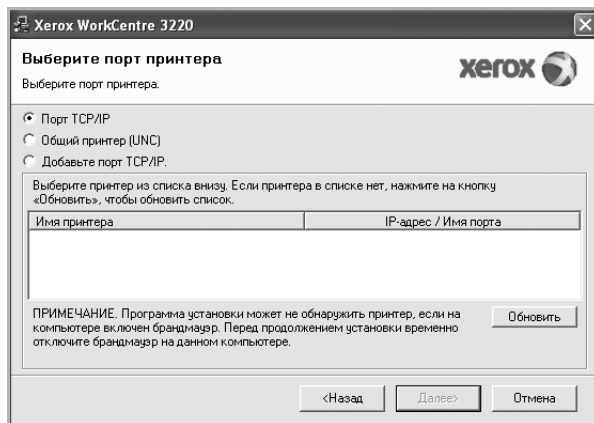 Xerox WorkCentre 3220
Выберите порт принтера
Выберите порт принтера.
xerox
Порт TCP/IP
Общий принтер (UNC)
Добавьте порт TCP/IP.
Выберите принтер из списка внизу. Если принтера в списке нет, нажмите на кнопку
«Обновить», чтобы обновить список.
Имя принтера IP-адрес / Имя порта
ПРИМЕЧАНИЕ. Программа установки может не обнаружить принтер, если на
компьютере включен брандмауэр. Перед продолжением установки временно
отключите брандмауэр на данном компьютере.
Обновить
<Назад Далее> Отмена